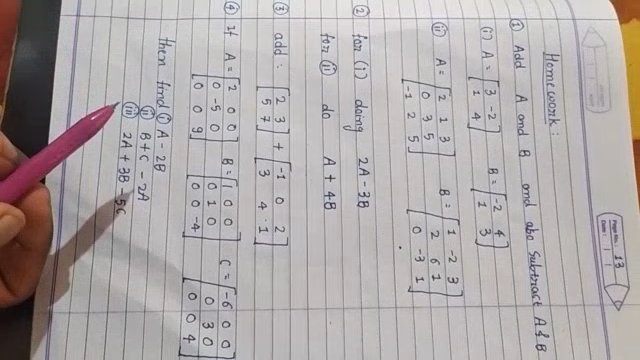 Page No. 13
Date:
Homework :
① Add A and B and also subtract A & B
(i) A = [3 -2
1 4] B = [-2 4
1 3]
(ii) A = [2 1 3
0 3 5
-1 2 5] B = [1 -2 3
2 6 1
0 -3 1]
② for (i) doing 2A - 3B
for (ii) do A + 4B
③ add : [2 3
5 7] + [-1 0 2
3 4 1]
④ If A = [2 0 0
0 -5 0
0 0 9] B = [1 0 0
0 1 0
0 0 -4] C = [-6 0 0
0 3 0
0 0 4]
then find (i) A - 2B
(ii) B + C - 2A
(iii) 2A + 3B - 5C